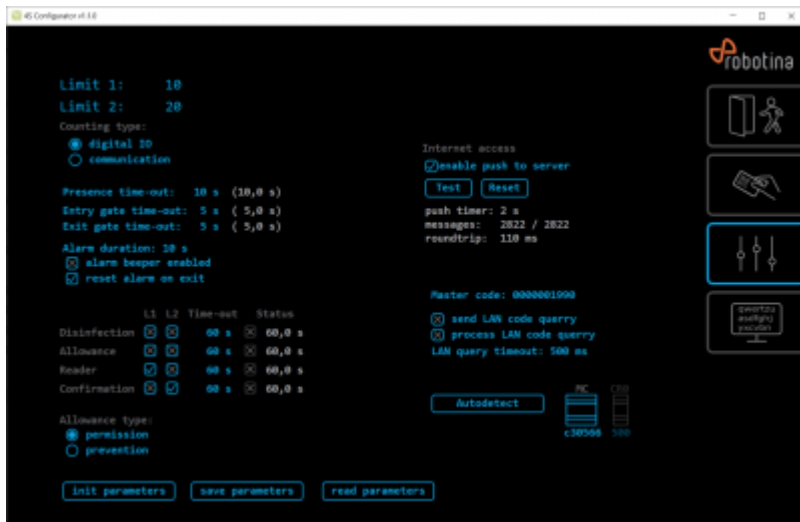 4S Configurator v1.3.0
robotina
Limit 1: 10
Limit 2: 20
Counting type:
digital IO
communication
Presence time-out: 10 s (10,0 s)
Entry gate time-out: 5 s ( 5,0 s)
Exit gate time-out: 5 s ( 5,0 s)
Alarm duration: 10 s
alarm beeper enabled
reset alarm on exit
L1 L2 Time-out Status
Disinfection 60 s 60,0 s
Allowance 60 s 60,0 s
Reader 60 s 60,0 s
Confirmation 60 s 60,0 s
Allowance type:
permission
prevention
init parameters save parameters read parameters
Internet access
enable push to server
Test Reset
push timer: 2 s
messages: 2822 / 2822
roundtrip: 110 ms
Master code: 0000001990
send LAN code querry
process LAN code querry
LAN query timeout: 500 ms
Autodetect
MC
c30566 500
qwertzu
asdfghj
yxcvbn